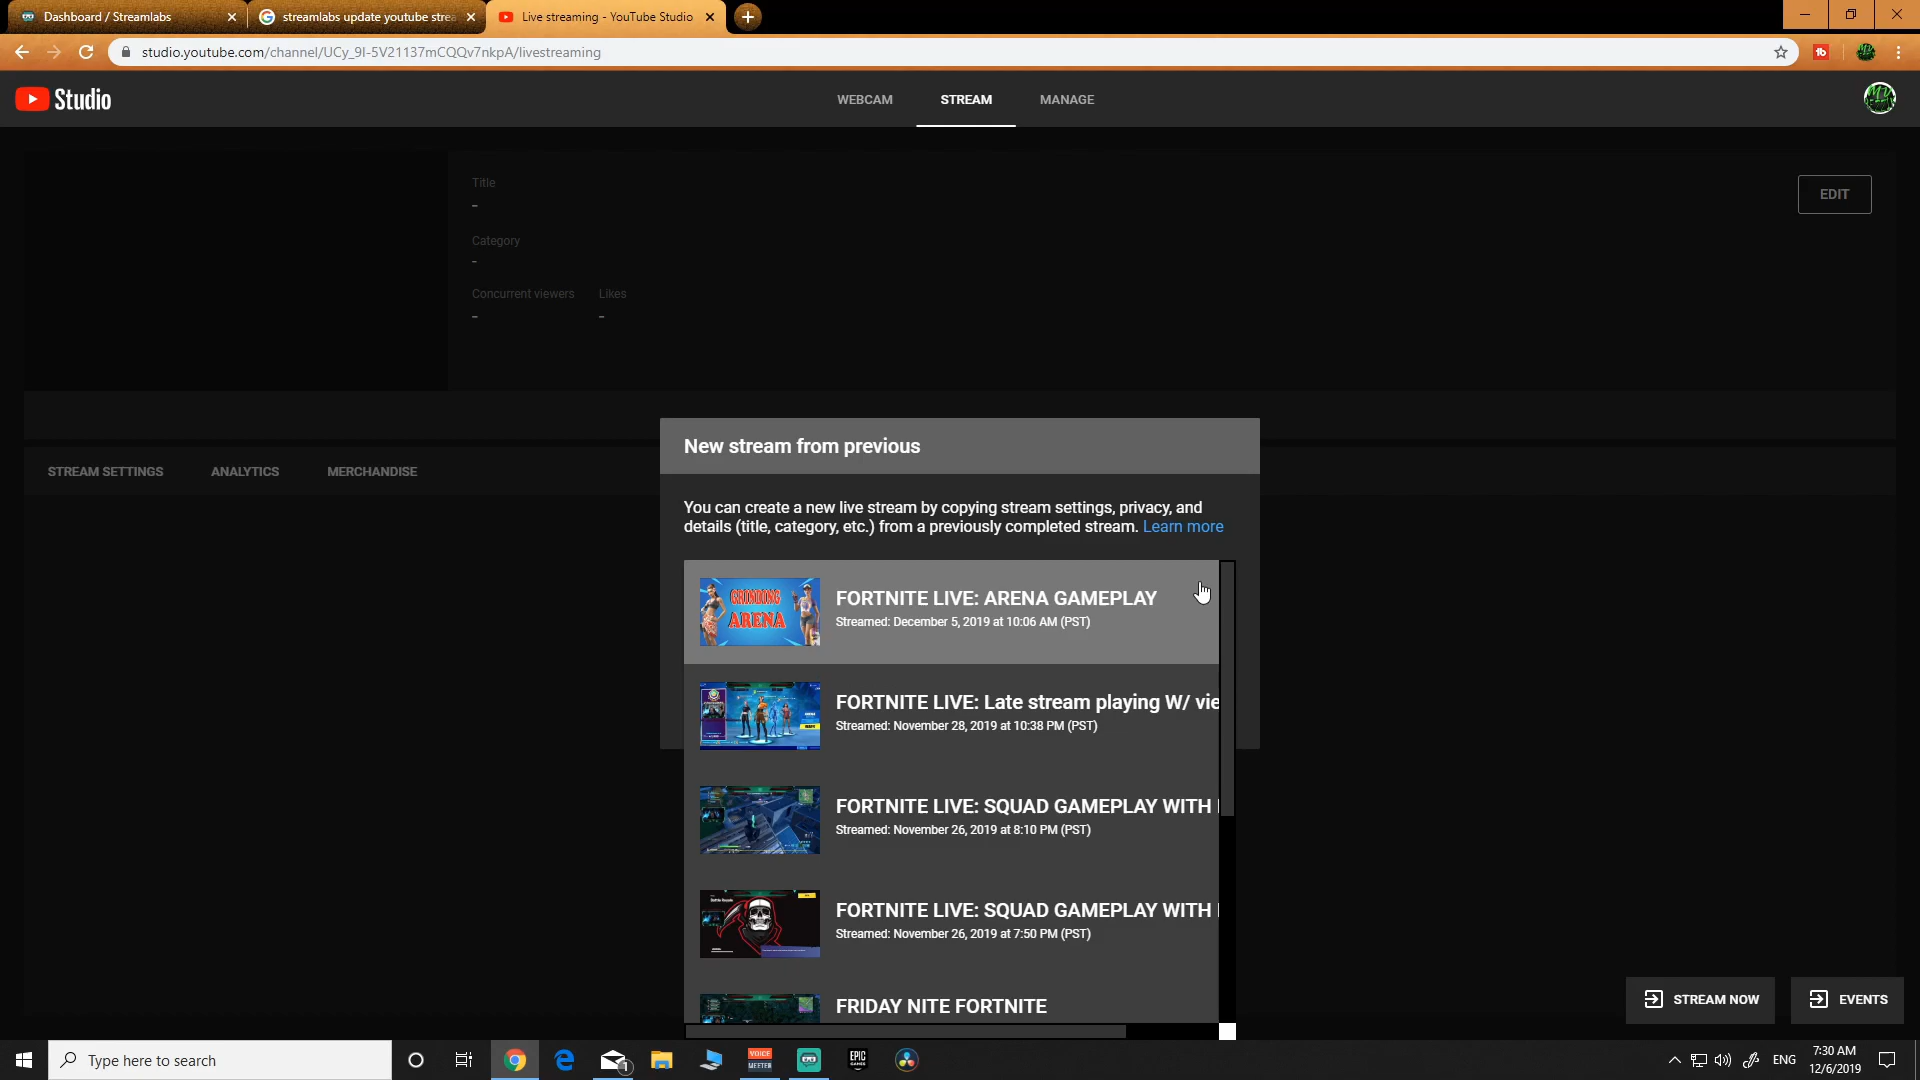 Dashboard / Streamlabs
streamlabs update youtube strea
Live streaming - YouTube Studio
studio.youtube.com/channel/UCy_9I-5V21137mCQQv7nkpA/livestreaming
Studio
WEBCAM
STREAM
MANAGE
Title
-
EDIT
Category
-
Concurrent viewers
Likes
-
-
STREAM SETTINGS
ANALYTICS
MERCHANDISE
New stream from previous
You can create a new live stream by copying stream settings, privacy, and
details (title, category, etc.) from a previously completed stream. Learn more
GRINDING
ARENA
FORTNITE LIVE: ARENA GAMEPLAY
Streamed: December 5, 2019 at 10:06 AM (PST)
FORTNITE LIVE: Late stream playing W/ vie
Streamed: November 28, 2019 at 10:38 PM (PST)
FORTNITE LIVE: SQUAD GAMEPLAY WITH
Streamed: November 26, 2019 at 8:10 PM (PST)
FORTNITE LIVE: SQUAD GAMEPLAY WITH
Streamed: November 26, 2019 at 7:50 PM (PST)
FRIDAY NITE FORTNITE
STREAM NOW
EVENTS
Type here to search
1
VOICE
MEETER
EPIC
GAMES
ENG
7:30 AM
12/6/2019